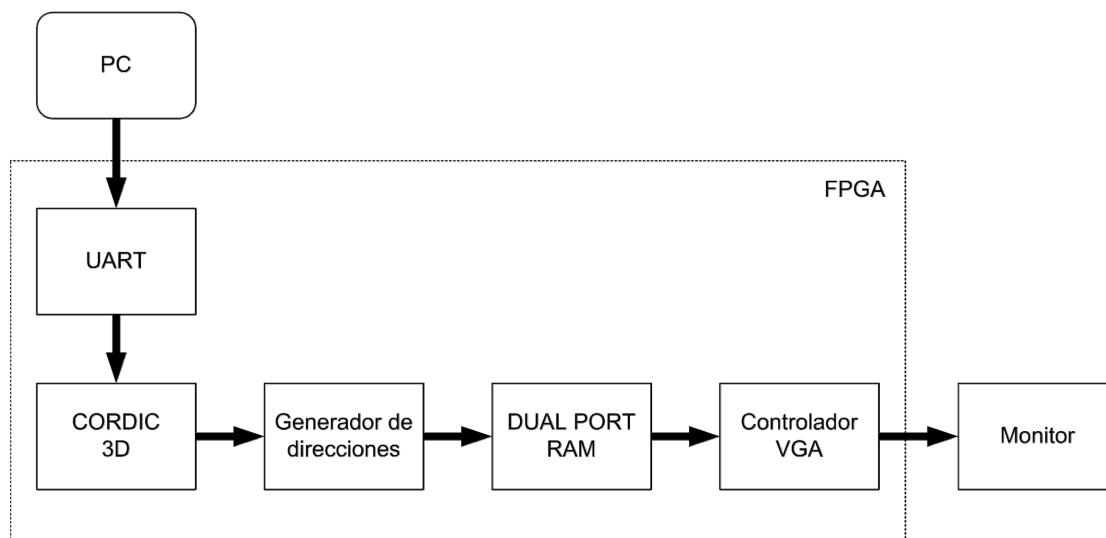 PC
FPGA
UART
CORDIC
3D
Generador de
direcciones
DUAL PORT
RAM
Controlador
VGA
Monitor